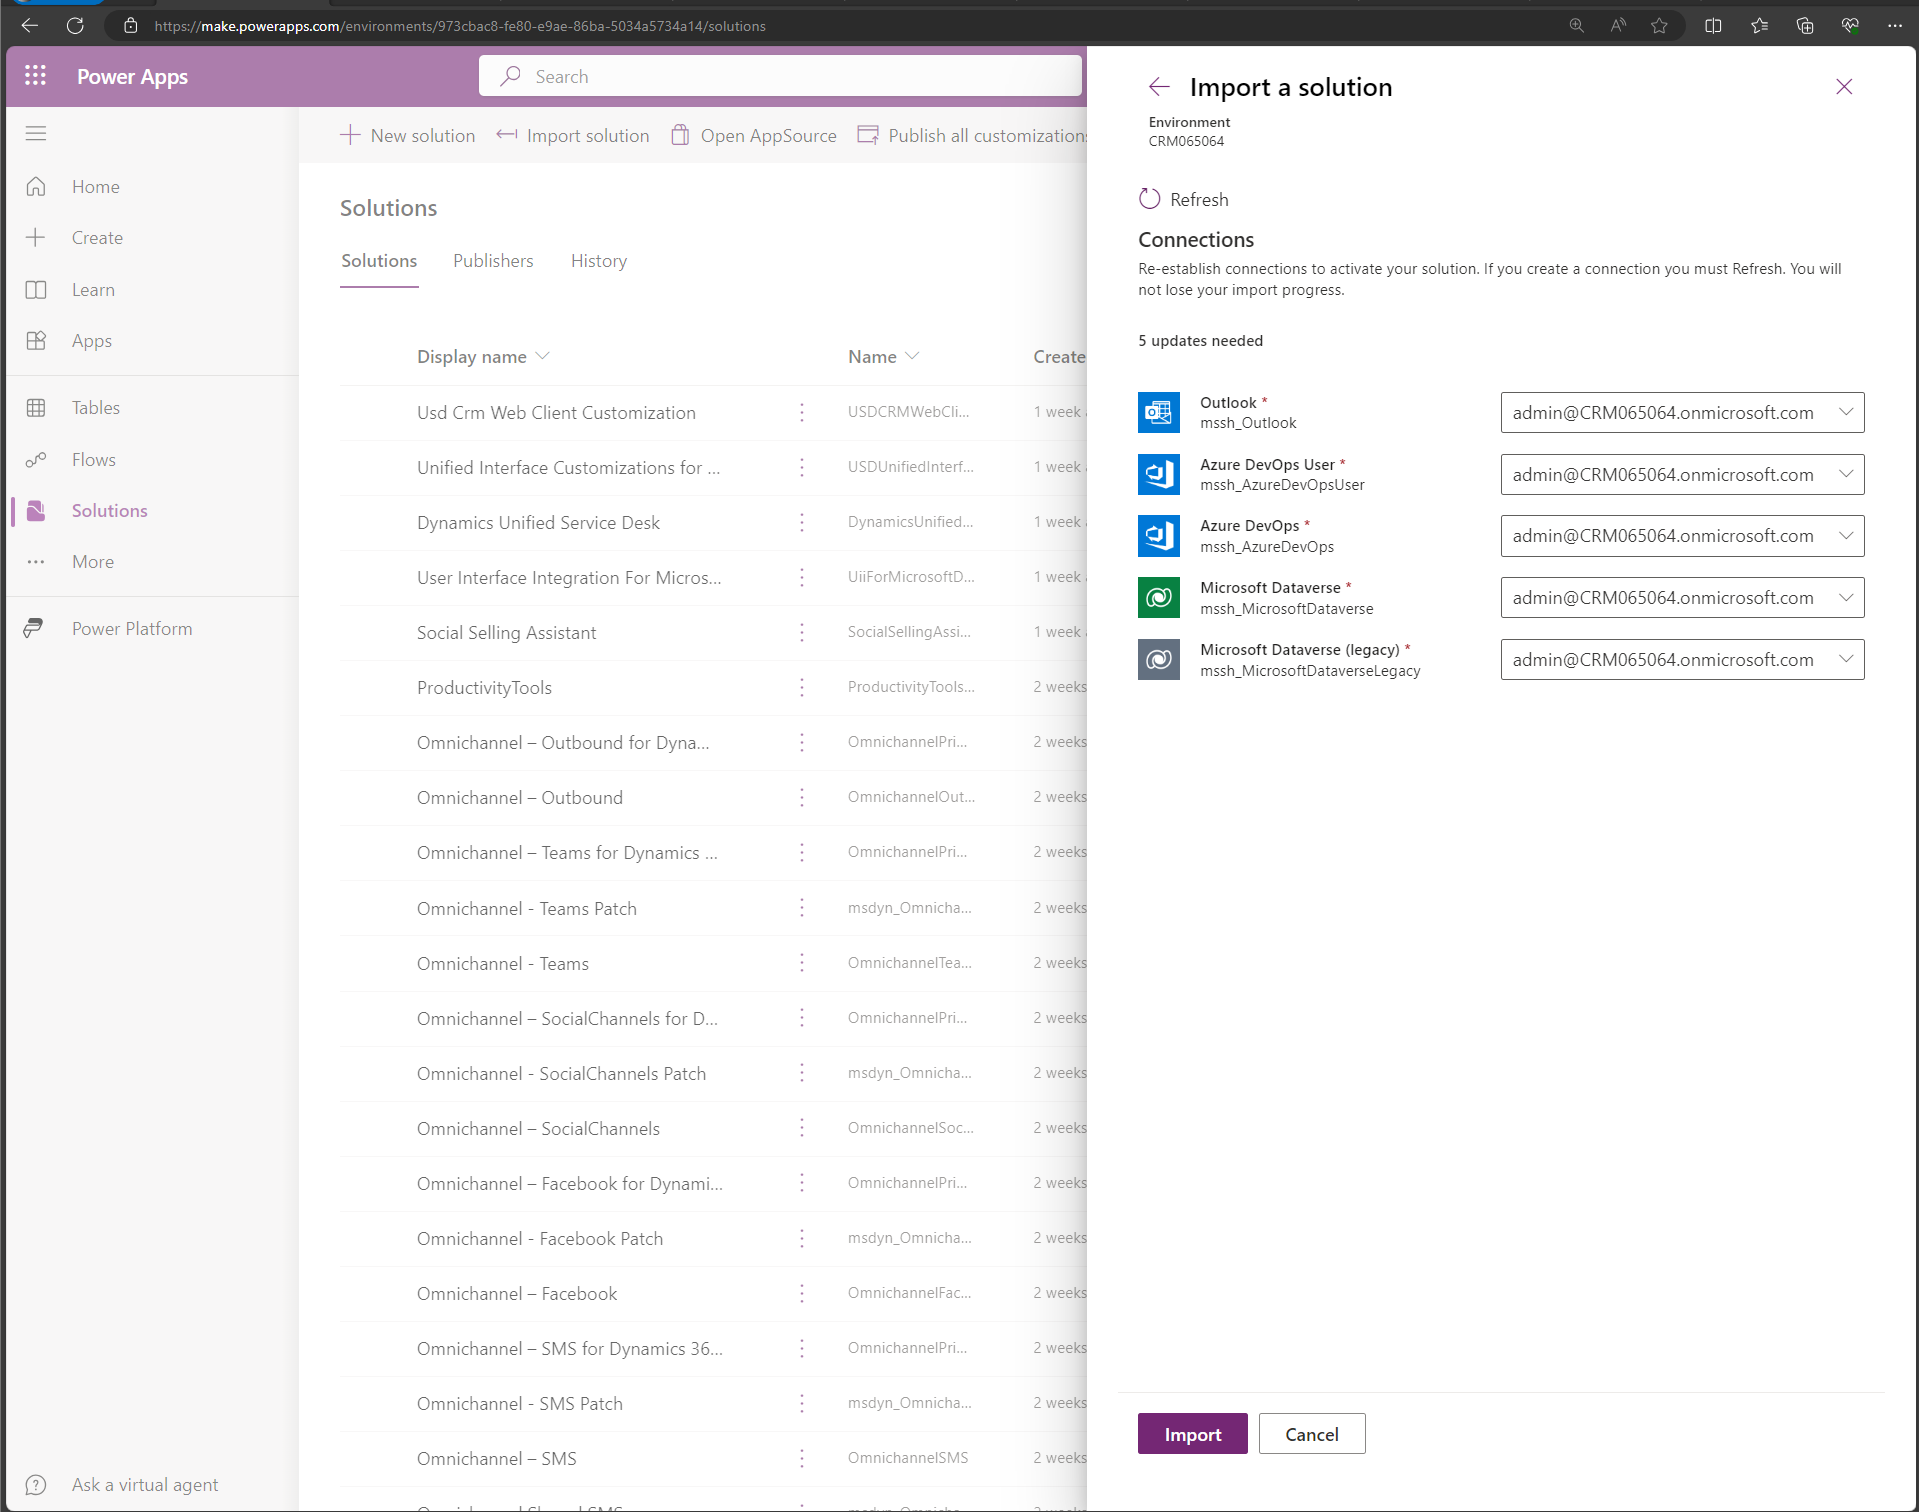 https://make.powerapps.com/environments/973cbac8-fe80-e9ae-86ba-5034a5734a14/solutions
Power Apps
Search
New solution
Import solution
Open AppSource
Publish all customizations
Home
Create
Learn
Apps
Tables
Flows
Solutions
More
Power Platform
Ask a virtual agent
Solutions
Solutions Publishers History
Display name Name Create
Usd Crm Web Client Customization USDCRMWebCli... 1 week
Unified Interface Customizations for ... USDUnifiedInterf... 1 week
Dynamics Unified Service Desk DynamicsUnified... 1 week
User Interface Integration For Micros... UiiForMicrosoftD... 1 week
Social Selling Assistant SocialSellingAssi... 1 week
ProductivityTools ProductivityTools... 2 weeks
Omnichannel – Outbound for Dyna... OmnichannelPri... 2 weeks
Omnichannel – Outbound OmnichannelOut... 2 weeks
Omnichannel – Teams for Dynamics ... OmnichannelPri... 2 weeks
Omnichannel - Teams Patch msdyn_Omnicha... 2 weeks
Omnichannel - Teams OmnichannelTea... 2 weeks
Omnichannel – SocialChannels for D... OmnichannelPri... 2 weeks
Omnichannel - SocialChannels Patch msdyn_Omnicha... 2 weeks
Omnichannel – SocialChannels OmnichannelSoc... 2 weeks
Omnichannel – Facebook for Dynami... OmnichannelPri... 2 weeks
Omnichannel - Facebook Patch msdyn_Omnicha... 2 weeks
Omnichannel – Facebook OmnichannelFac... 2 weeks
Omnichannel – SMS for Dynamics 36... OmnichannelPri... 2 weeks
Omnichannel - SMS Patch msdyn_Omnicha... 2 weeks
Omnichannel – SMS OmnichannelSMS 2 weeks
Import a solution
Environment
CRM065064
Refresh
Connections
Re-establish connections to activate your solution. If you create a connection you must Refresh. You will
not lose your import progress.
5 updates needed
Outlook *
mssh_Outlook
admin@CRM065064.onmicrosoft.com
Azure DevOps User *
mssh_AzureDevOpsUser
admin@CRM065064.onmicrosoft.com
Azure DevOps *
mssh_AzureDevOps
admin@CRM065064.onmicrosoft.com
Microsoft Dataverse *
mssh_MicrosoftDataverse
admin@CRM065064.onmicrosoft.com
Microsoft Dataverse (legacy) *
mssh_MicrosoftDataverseLegacy
admin@CRM065064.onmicrosoft.com
Import
Cancel